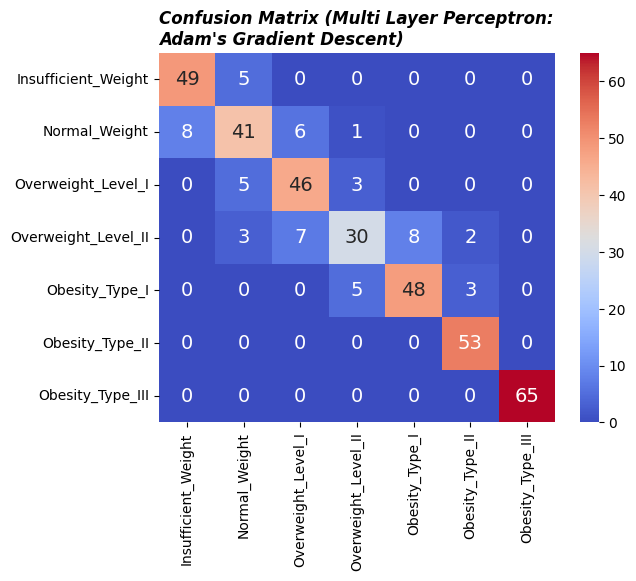 Confusion Matrix (Multi Layer Perceptron:
Adam's Gradient Descent)
Insufficient_Weight 49 5 0 0 0 0 0
Normal_Weight 8 41 6 1 0 0 0
Overweight_Level_I 0 5 46 3 0 0 0
Overweight_Level_II 0 3 7 30 8 2 0
Obesity_Type_I 0 0 0 5 48 3 0
Obesity_Type_II 0 0 0 0 0 53 0
Obesity_Type_III 0 0 0 0 0 0 65
Insufficient_Weight
Normal_Weight
Overweight_Level_I
Overweight_Level_II
Obesity_Type_I
Obesity_Type_II
Obesity_Type_III
60
50
40
30
20
10
0